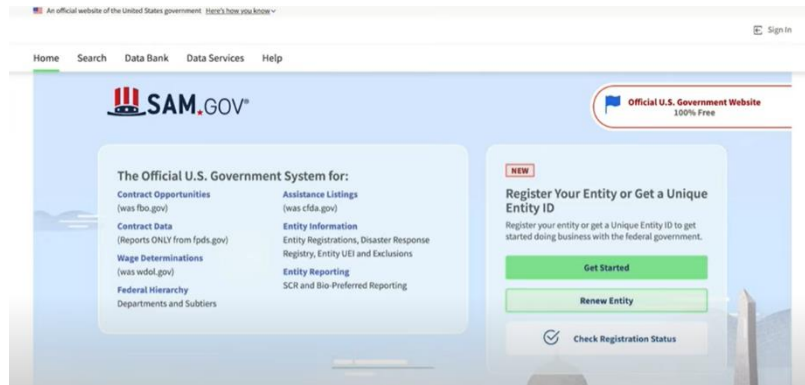 An official website of the United States government Here's how you know
Sign In
Home Search Data Bank Data Services Help
SAM.GOV®
Official U.S. Government Website
100% Free
The Official U.S. Government System for:
Contract Opportunities
(was fbo.gov)
Contract Data
(Reports ONLY from fpds.gov)
Wage Determinations
(was wdol.gov)
Federal Hierarchy
Departments and Subtiers
Assistance Listings
(was cfda.gov)
Entity Information
Entity Registrations, Disaster Response
Registry, Entity UEI and Exclusions
Entity Reporting
SCR and Bio-Preferred Reporting
NEW
Register Your Entity or Get a Unique
Entity ID
Register your entity or get a Unique Entity ID to get
started doing business with the federal government.
Get Started
Renew Entity
Check Registration Status